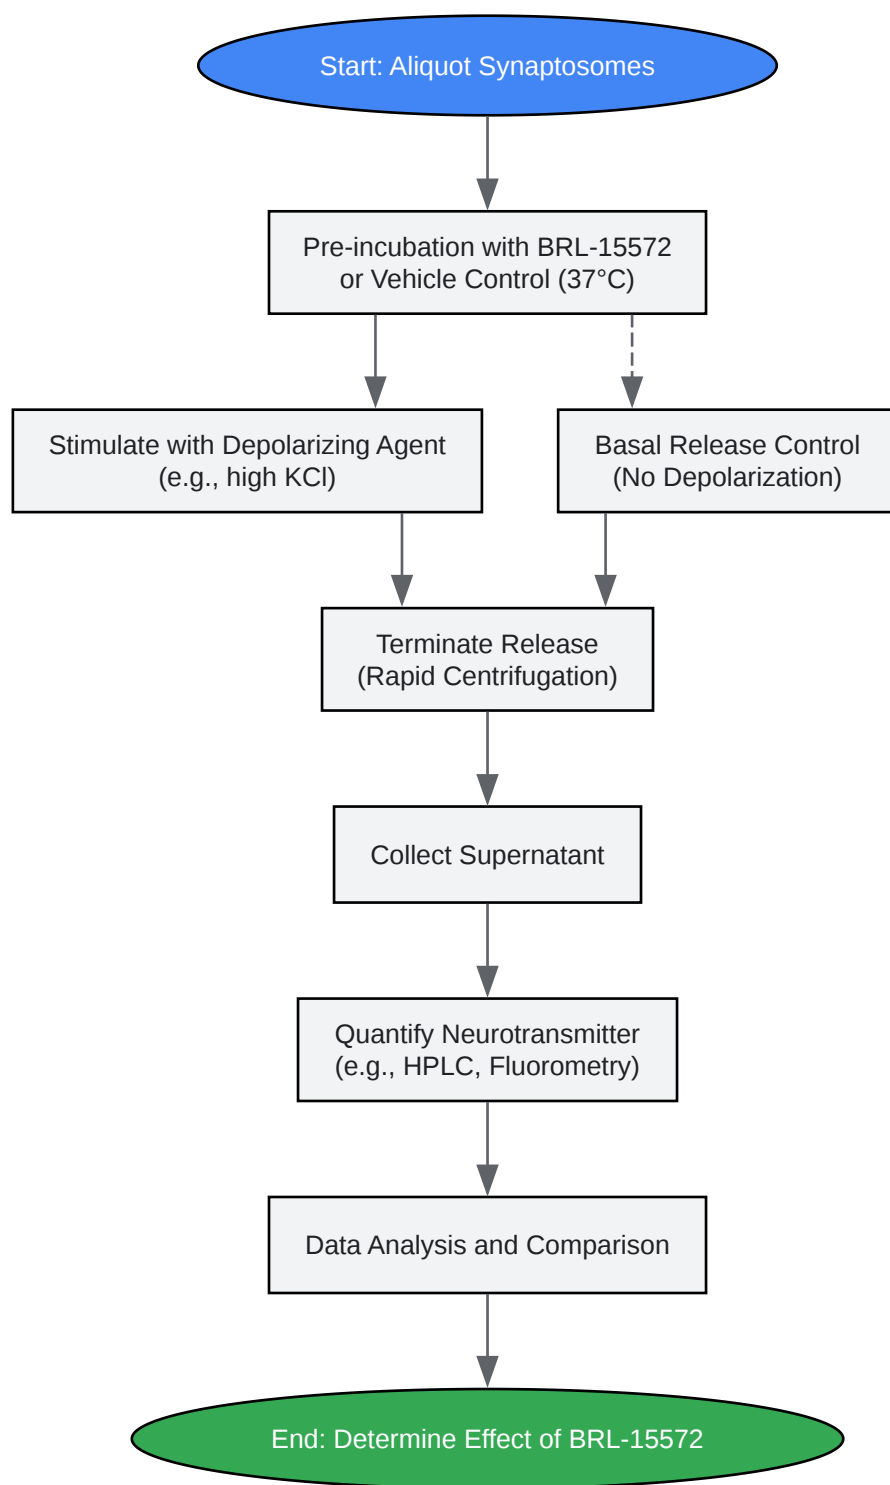 Start: Aliquot Synaptosomes
Pre-incubation with BRL-15572
or Vehicle Control (37°C)
Stimulate with Depolarizing Agent
(e.g., high KCl)
Basal Release Control
(No Depolarization)
Terminate Release
(Rapid Centrifugation)
Collect Supernatant
Quantify Neurotransmitter
(e.g., HPLC, Fluorometry)
Data Analysis and Comparison
End: Determine Effect of BRL-15572